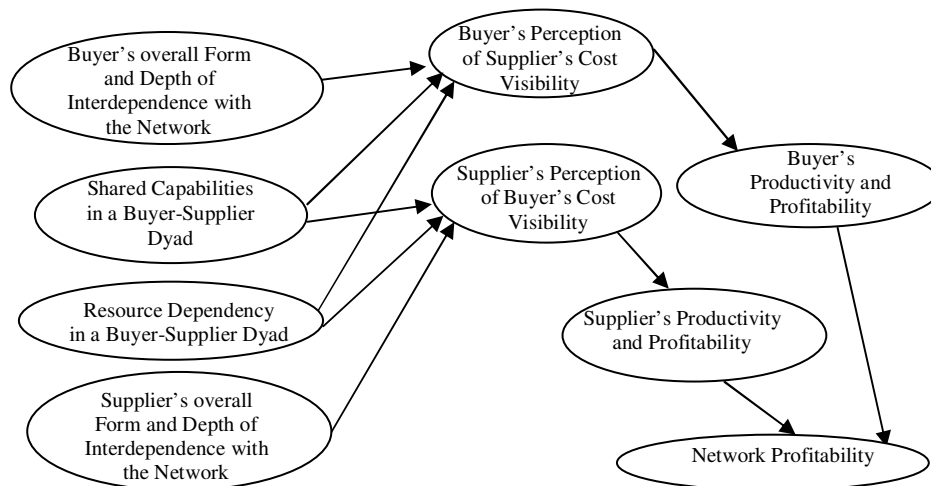 Buyer's overall Form
and Depth of
Interdependence with
the Network
Buyer's Perception
of Supplier's Cost
Visibility
Shared Capabilities
in a Buyer-Supplier
Dyad
Supplier's Perception
of Buyer's Cost
Visibility
Buyer's
Productivity and
Profitability
Resource Dependency
in a Buyer-Supplier Dyad
Supplier's Productivity
and Profitability
Supplier's overall
Form and Depth of
Interdependence with
the Network
Network Profitability